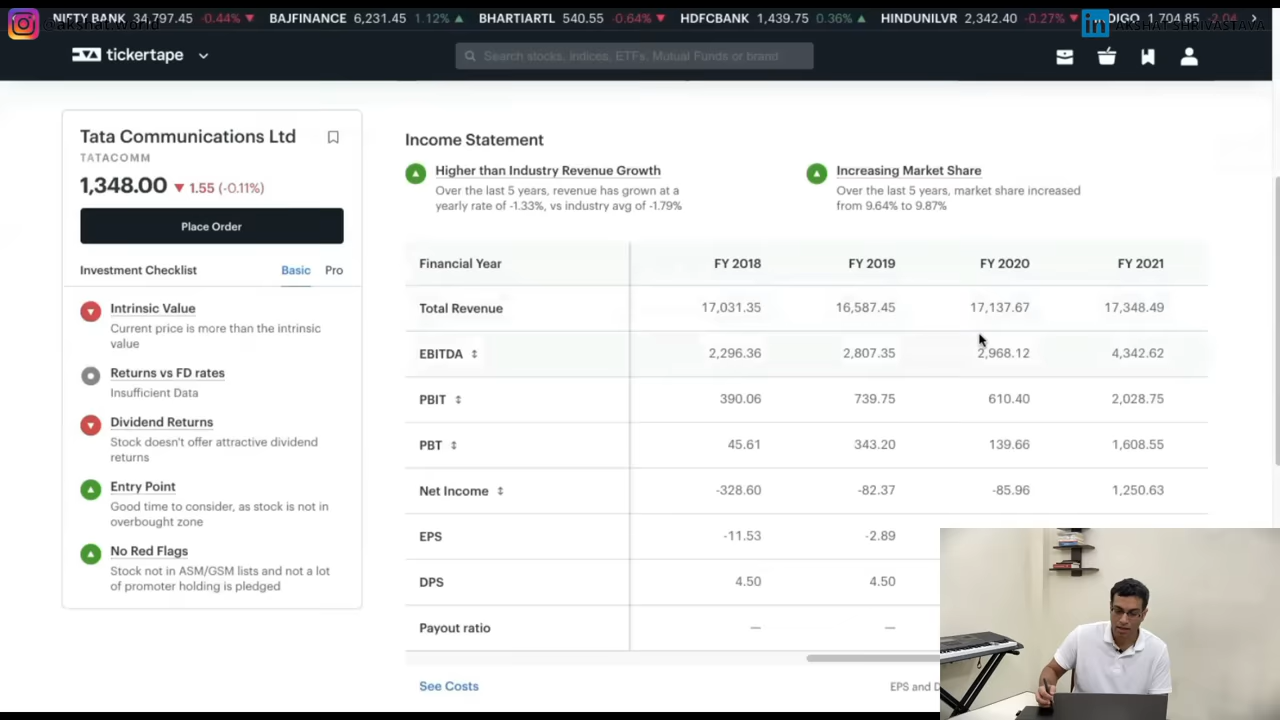 NIFTY BANK 34,797.45 -0.44% BAJFINANCE 6,231.45 1.12% BHARTIARTL 540.55 -0.64% HDFCBANK 1,439.75 0.36% HINDUNILVR 2,342.40 -0.27% INDIGO 1,704.85 -2.04
@akshat.world
in AKSHAT SHRIVASTAVA
tickertape
Search stocks, indices, ETFs, Mutual Funds or brand
Tata Communications Ltd
TATACOMM
1,348.00 1.55 (-0.11%)
Place Order
Investment Checklist Basic Pro
Intrinsic Value
Current price is more than the intrinsic
value
Returns vs FD rates
Insufficient Data
Dividend Returns
Stock doesn't offer attractive dividend
returns
Entry Point
Good time to consider, as stock is not in
overbought zone
No Red Flags
Stock not in ASM/GSM lists and not a lot
of promoter holding is pledged
Income Statement
Higher than Industry Revenue Growth
Over the last 5 years, revenue has grown at a
yearly rate of -1.33%, vs industry avg of -1.79%
Increasing Market Share
Over the last 5 years, market share increased
from 9.64% to 9.87%
Financial Year FY 2018 FY 2019 FY 2020 FY 2021
Total Revenue 17,031.35 16,587.45 17,137.67 17,348.49
EBITDA 2,296.36 2,807.35 2,968.12 4,342.62
PBIT 390.06 739.75 610.40 2,028.75
PBT 45.61 343.20 139.66 1,608.55
Net Income -328.60 -82.37 -85.96 1,250.63
EPS -11.53 -2.89
DPS 4.50 4.50
Payout ratio — —
See Costs
EPS and D